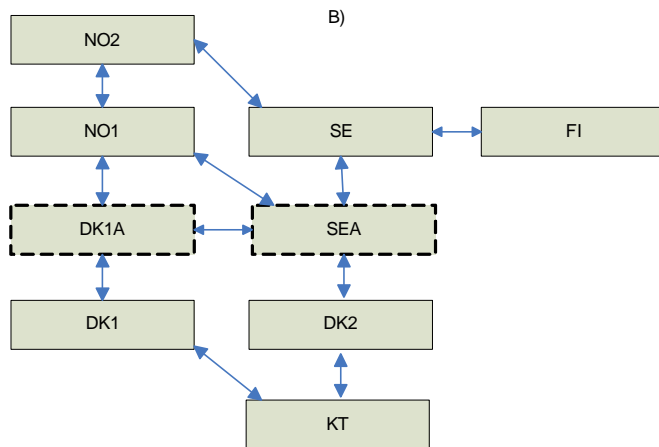 B)
NO2
NO1
SE
FI
DK1A
SEA
DK1
DK2
KT